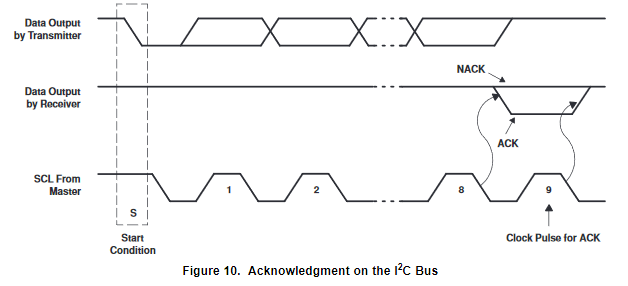 Data Output
by Transmitter
NACK
Data Output
by Receiver
ACK
SCL From
Master
1
2
8
9
S
Start
Condition
Clock Pulse for ACK
Figure 10. Acknowledgment on the I²C Bus